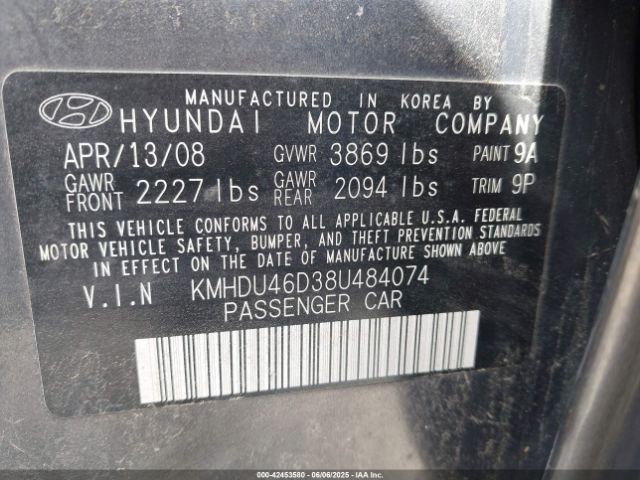 MANUFACTURED IN KOREA BY
HYUNDAI MOTOR COMPANY
APR/13/08 GVWR 3869 lbs PAINT 9A
GAWR FRONT 2227 lbs GAWR REAR 2094 lbs TRIM 9P
THIS VEHICLE CONFORMS TO ALL APPLICABLE U.S.A. FEDERAL
MOTOR VEHICLE SAFETY, BUMPER, AND THEFT PREVENTION STANDARDS
IN EFFECT ON THE DATE OF MANUFACTURE SHOWN ABOVE
V.I.N KMHDU46D38U484074
PASSENGER CAR
000-42453580 - 06/06/2025 - IAAI.COM